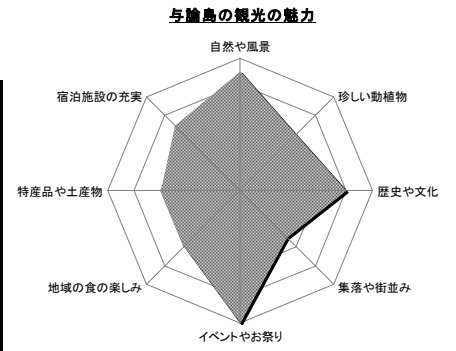 与論島の観光の魅力
自然や風景
宿泊施設の充実
珍しい動植物
特産品や土産物
歴史や文化
地域の食の楽しみ
集落や街並み
イベントやお祭り